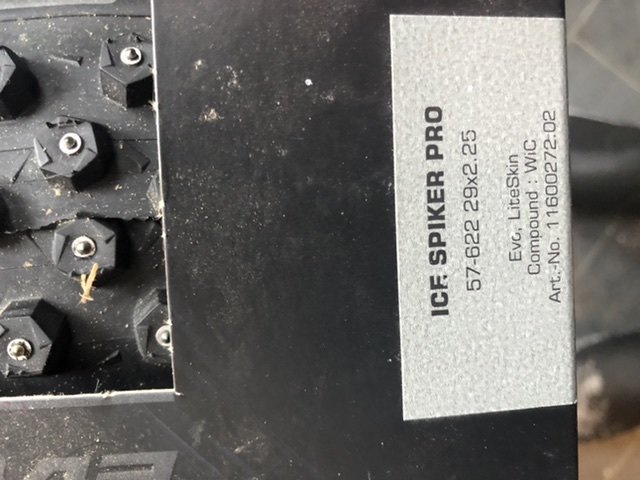 ICE SPIKER PRO
57-622 29x2.25
Evo, LiteSkin
Compound : WiC
Art.-No. 11600272.02